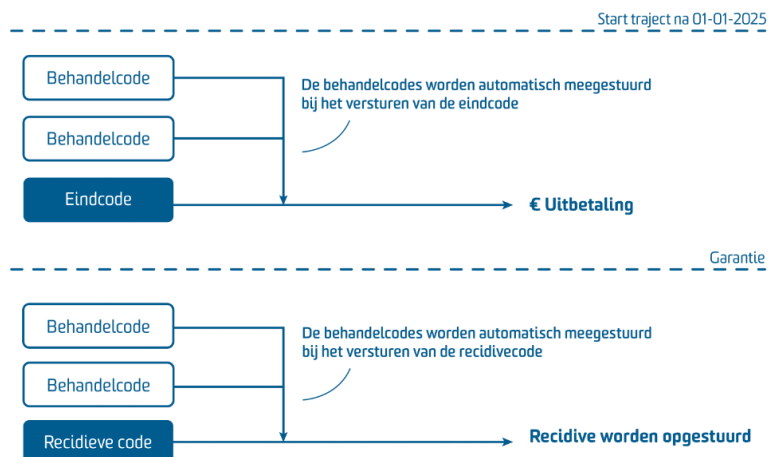 Start traject na 01-01-2025
Behandelcode
De behandelcodes worden automatisch meegestuurd
bij het versturen van de eindcode
Behandelcode
Eindcode
€ Uitbetaling
Garantie
Behandelcode
De behandelcodes worden automatisch meegestuurd
bij het versturen van de recidivecode
Behandelcode
Recidieve code
Recidive worden opgestuurd